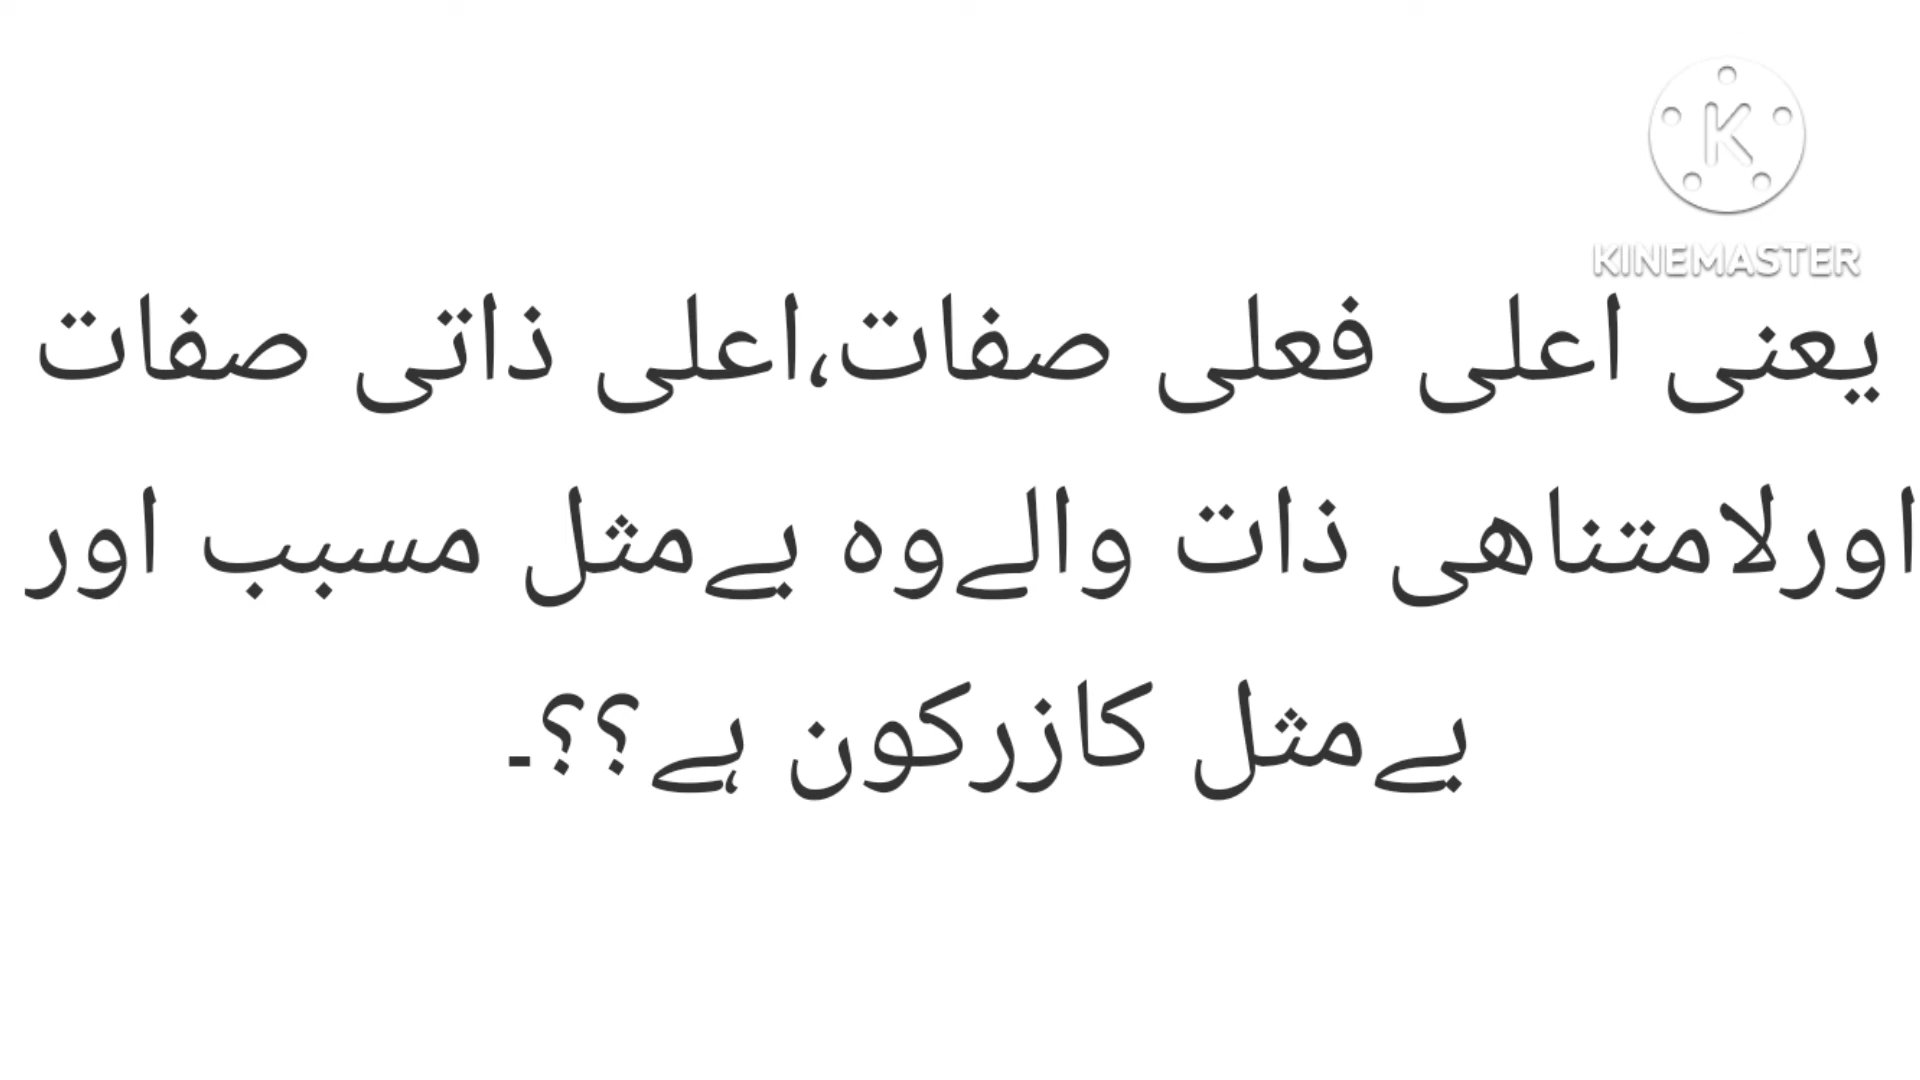 KINEMASTER
یعنی اعلی فعلی صفات،اعلی ذاتی صفات
اورلامتناھی ذات والےوہ بےمثل مسبب اور
بےمثل کازرکون ہے؟؟۔